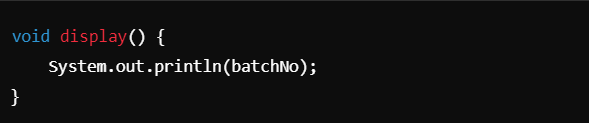 void display() {
    System.out.println(batchNo);
}